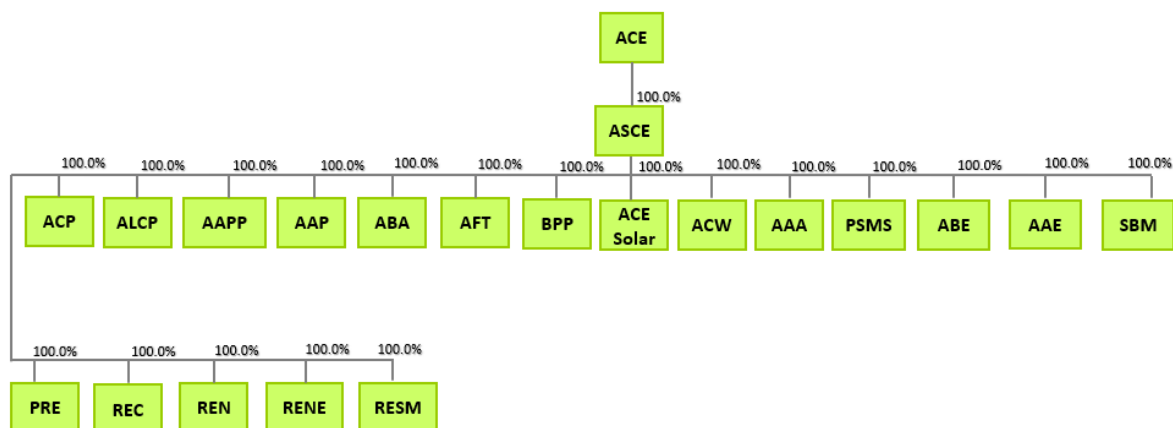 ACE
100.0%
ASCE
100.0% 100.0% 100.0% 100.0% 100.0% 100.0% 100.0% 100.0% 100.0% 100.0% 100.0% 100.0% 100.0% 100.0%
ACP ALCP AAPP AAP ABA AFT BPP ACE Solar ACW AAA PSMS ABE AAE SBM
100.0% 100.0% 100.0% 100.0% 100.0%
PRE REC REN RENE RESM